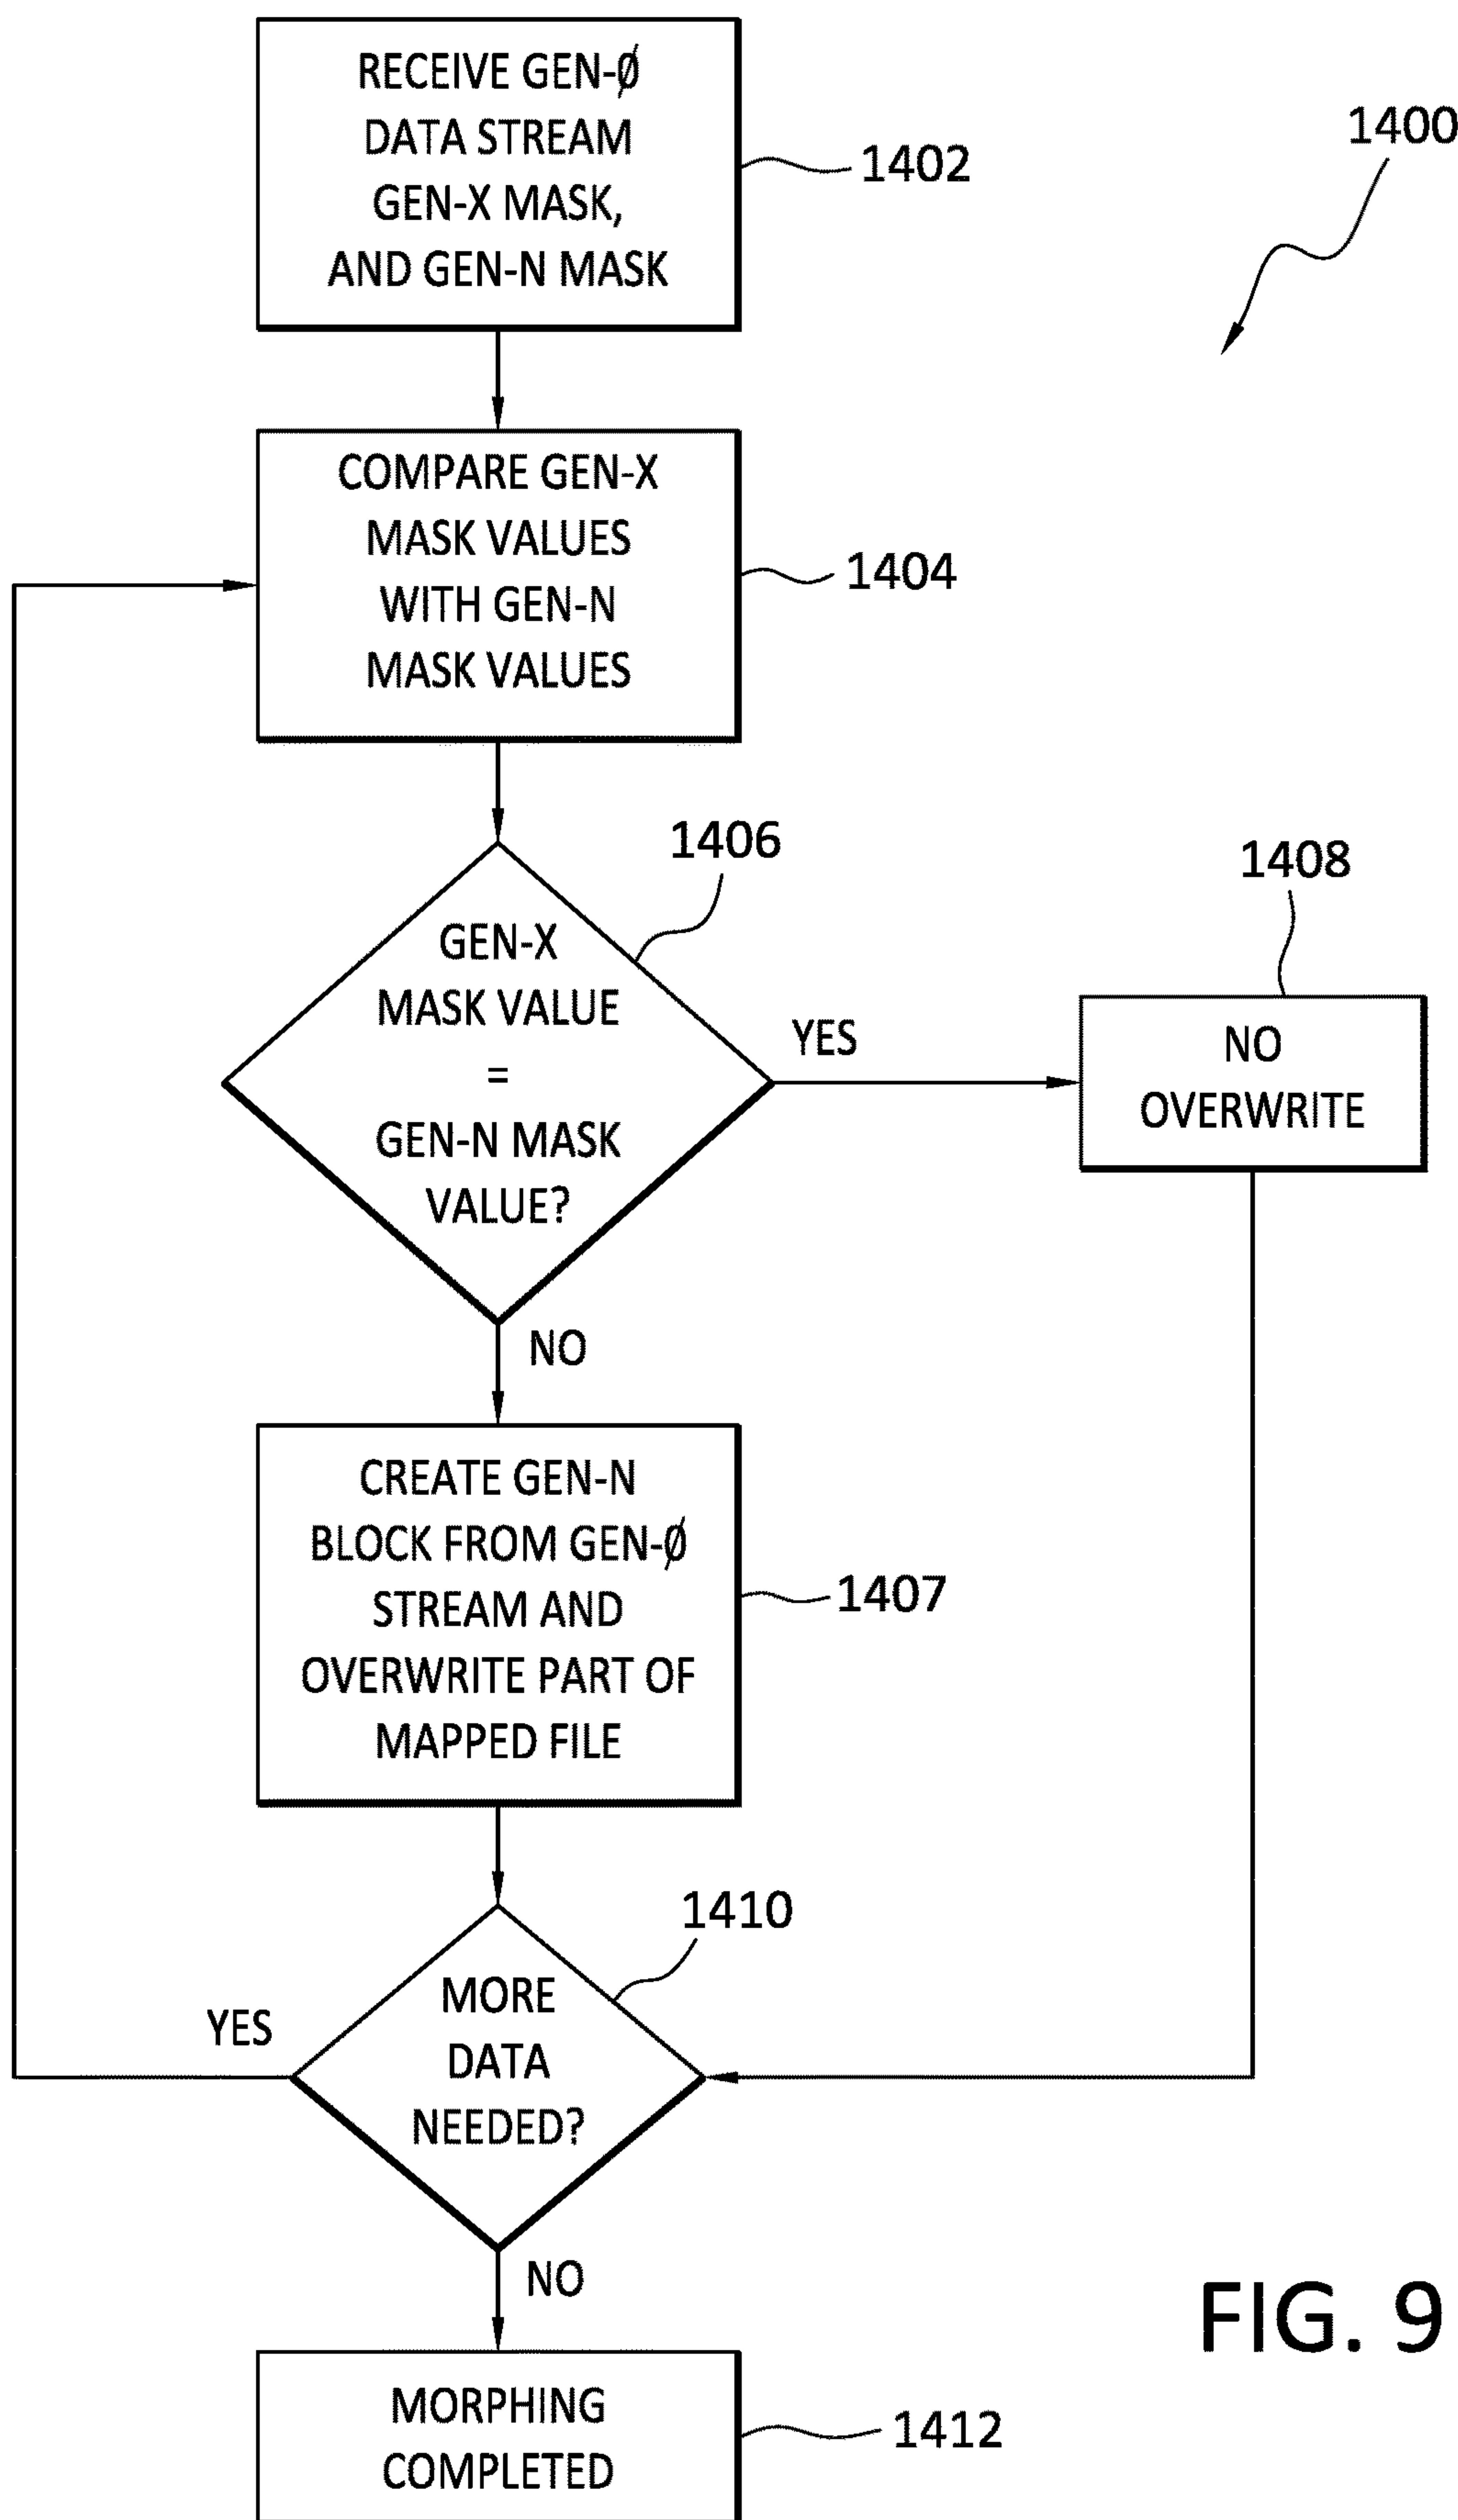 RECEIVE GEN-Ø
DATA STREAM
GEN-X MASK,
AND GEN-N MASK
1402
1400
COMPARE GEN-X
MASK VALUES
WITH GEN-N
MASK VALUES
1404
1406
GEN-X
MASK VALUE
=
GEN-N MASK
VALUE?
YES
1408
NO
OVERWRITE
NO
CREATE GEN-N
BLOCK FROM GEN-Ø
STREAM AND
OVERWRITE PART OF
MAPPED FILE
1407
1410
MORE
DATA
NEEDED?
YES
NO
MORPHING
COMPLETED
1412
FIG. 9